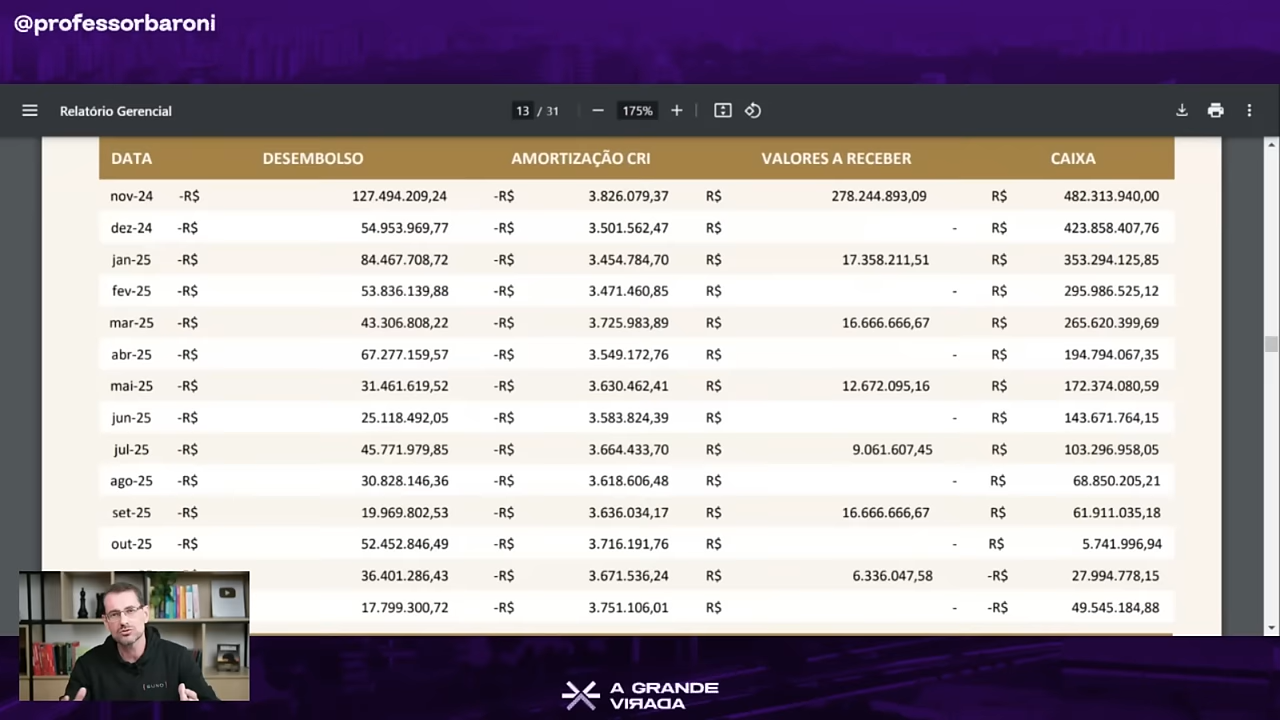 @professorbaroni
Relatório Gerencial 13 / 31 175%
DATA DESEMBOLSO AMORTIZAÇÃO CRI VALORES A RECEBER CAIXA
nov-24 -R$ 127.494.209,24 -R$ 3.826.079,37 R$ 278.244.893,09 R$ 482.313.940,00
dez-24 -R$ 54.953.969,77 -R$ 3.501.562,47 R$ - R$ 423.858.407,76
jan-25 -R$ 84.467.708,72 -R$ 3.454.784,70 R$ 17.358.211,51 R$ 353.294.125,85
fev-25 -R$ 53.836.139,88 -R$ 3.471.460,85 R$ - R$ 295.986.525,12
mar-25 -R$ 43.306.808,22 -R$ 3.725.983,89 R$ 16.666.666,67 R$ 265.620.399,69
abr-25 -R$ 67.277.159,57 -R$ 3.549.172,76 R$ - R$ 194.794.067,35
mai-25 -R$ 31.461.619,52 -R$ 3.630.462,41 R$ 12.672.095,16 R$ 172.374.080,59
jun-25 -R$ 25.118.492,05 -R$ 3.583.824,39 R$ - R$ 143.671.764,15
jul-25 -R$ 45.771.979,85 -R$ 3.664.433,70 R$ 9.061.607,45 R$ 103.296.958,05
ago-25 -R$ 30.828.146,36 -R$ 3.618.606,48 R$ - R$ 68.850.205,21
set-25 -R$ 19.969.802,53 -R$ 3.636.034,17 R$ 16.666.666,67 R$ 61.911.035,18
out-25 -R$ 52.452.846,49 -R$ 3.716.191,76 R$ - R$ 5.741.996,94
36.401.286,43 -R$ 3.671.536,24 R$ 6.336.047,58 -R$ 27.994.778,15
17.799.300,72 -R$ 3.751.106,01 R$ - -R$ 49.545.184,88
A GRANDE
VIRADA